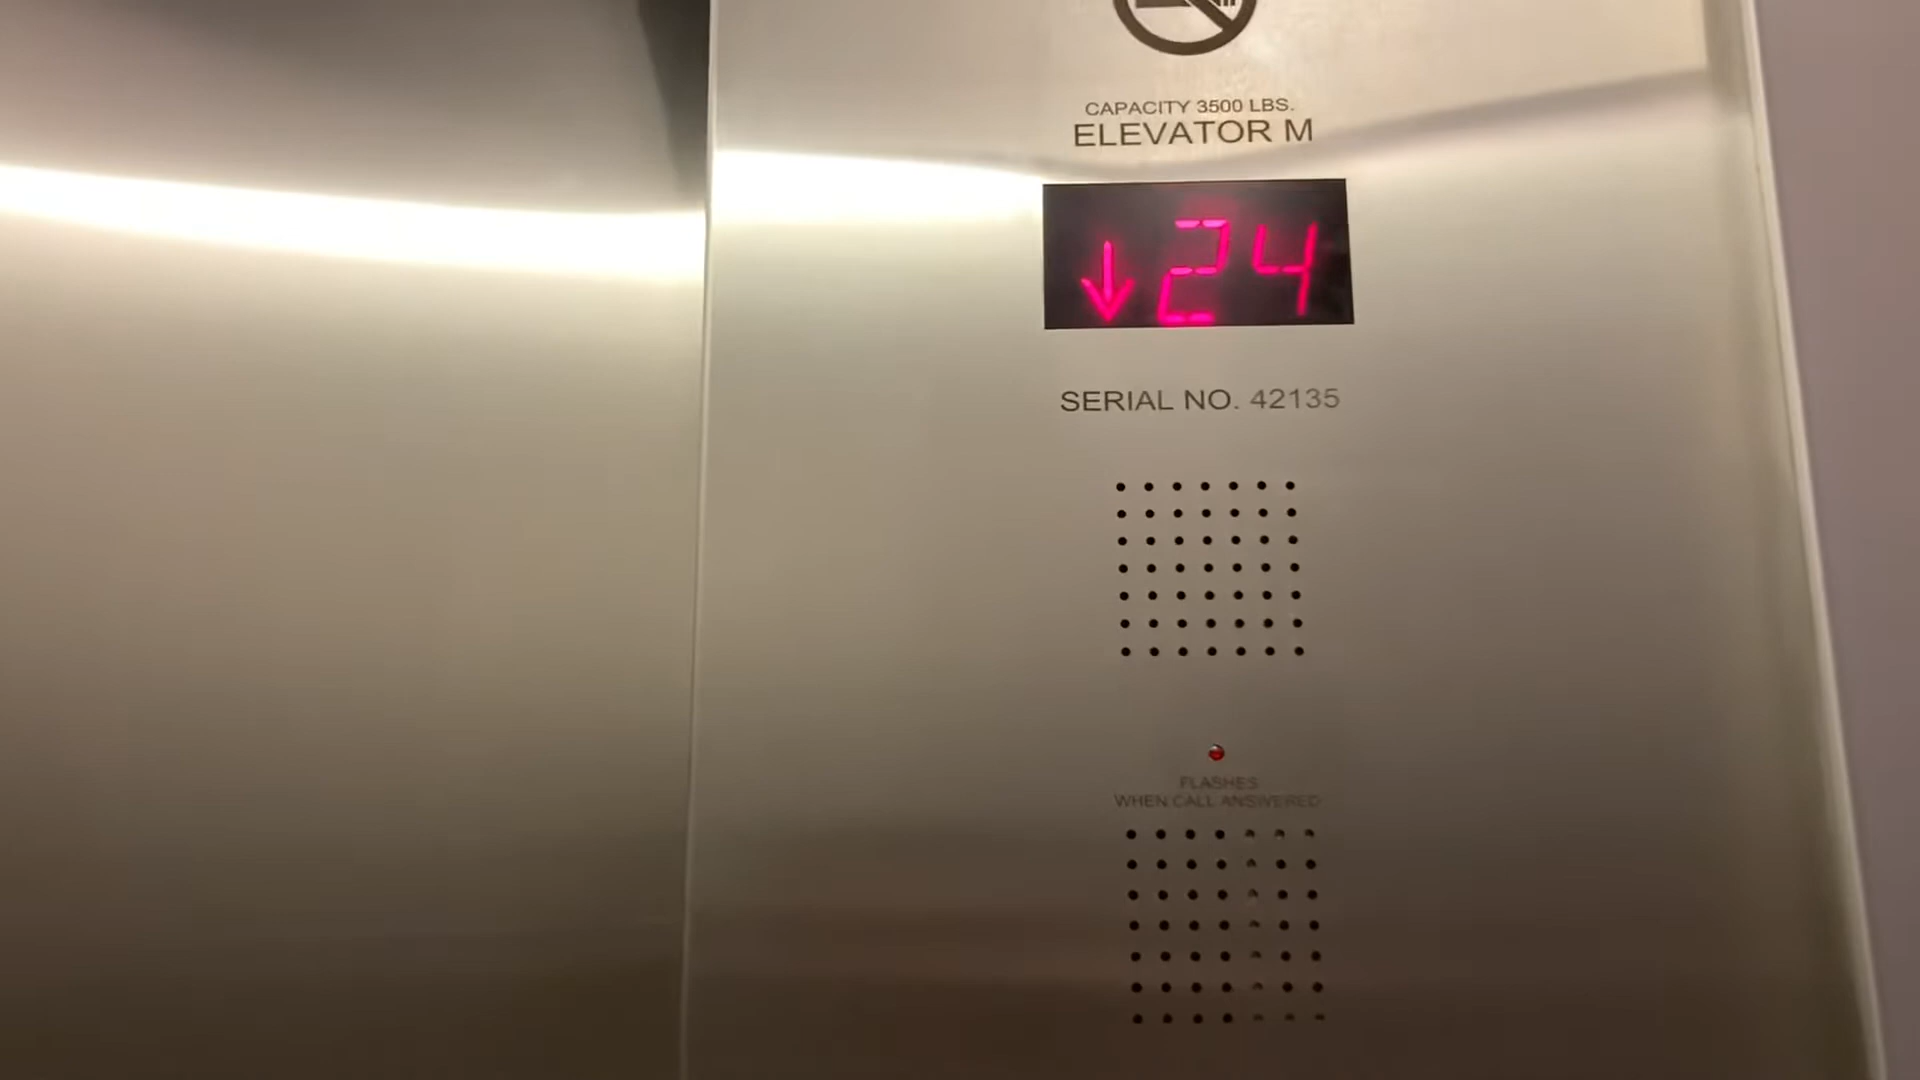 CAPACITY 3500 LBS.
ELEVATOR M
↓ 24
SERIAL NO. 42135
FLASHES
WHEN CALL ANSWERED